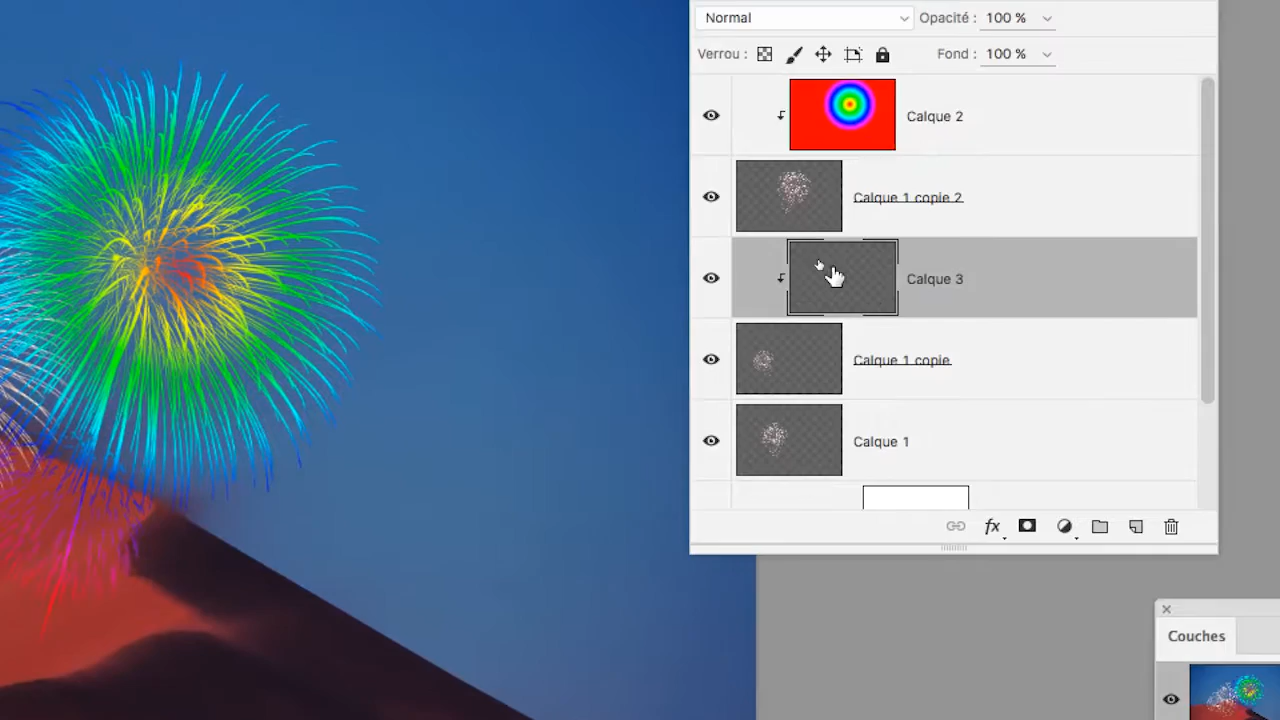 Normal
Opacité : 100 %
Verrou :
Fond : 100 %
Calque 2
Calque 1 copie 2
Calque 3
Calque 1 copie
Calque 1
fx
Couches